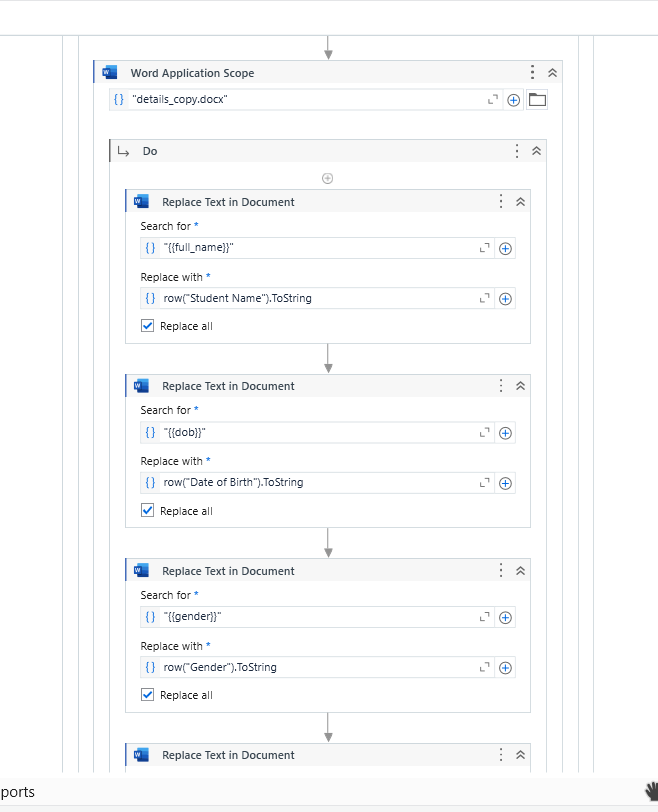 Word Application Scope
"details_copy.docx"
Do
Replace Text in Document
Search for *
"{{full_name}}"
Replace with *
row("Student Name").ToString
Replace all
Replace Text in Document
Search for *
"{{dob}}"
Replace with *
row("Date of Birth").ToString
Replace all
Replace Text in Document
Search for *
"{{gender}}"
Replace with *
row("Gender").ToString
Replace all
Replace Text in Document
ports